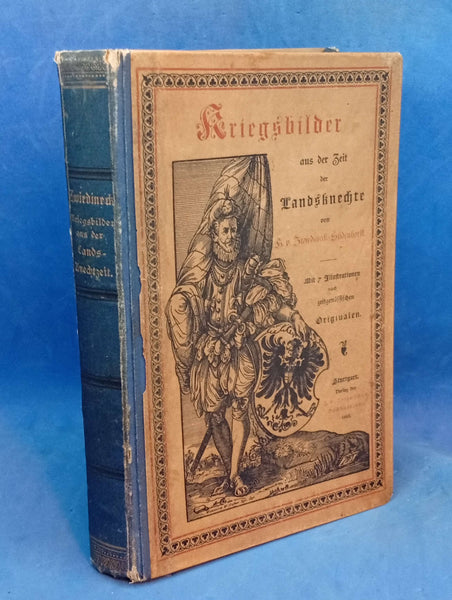 Zwiedineck
Kriegsbilder
aus der
Lands-
knechtzeit.
Kriegsbilder
aus der Zeit
der
Landsknechte
von
H. v. Zwiedineck-Südenhorst.
Mit 7 Illustrationen
nach
zeitgenössischen
Originalen.
Stuttgart.
Verlag der